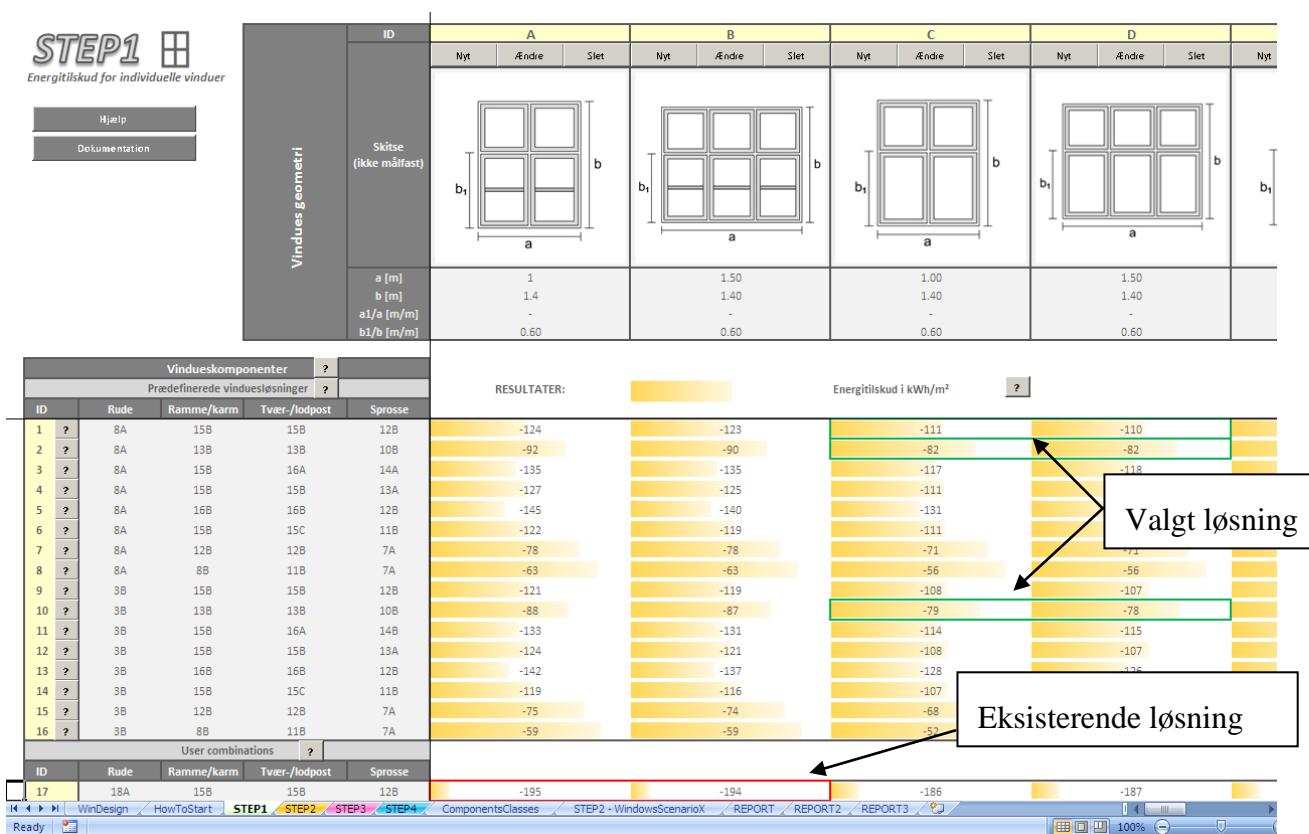 STEP1
Energitilskud for individuelle vinduer
Hjælp
Dokumentation
Vindues geometri
ID A B C D
Nyt Ændre Slet Nyt Ændre Slet Nyt Ændre Slet Nyt Ændre Slet Nyt
Skitse
(ikke målfast)
b b1 a b b1 a b b1 a b b1 a b1
a [m] 1 1.50 1.00 1.50
b [m] 1.4 1.40 1.40 1.40
a1/a [m/m] - - - -
b1/b [m/m] 0.60 0.60 0.60 0.60
Vindueskomponenter ?
Prædefinerede vinduesløsninger ? RESULTATER: Energitilskud i kWh/m² ?
ID Rude Ramme/karm Tvær-/lodpost Sprosse
1 ? 8A 15B 15B 12B -124 -123 -111 -110
2 ? 8A 13B 13B 10B -92 -90 -82 -82
3 ? 8A 15B 16A 14A -135 -135 -117 -118
4 ? 8A 15B 15B 13A -127 -125 -111
5 ? 8A 16B 16B 12B -145 -140 -131
6 ? 8A 15B 15C 11B -122 -119 -111
7 ? 8A 12B 12B 7A -78 -78 -71 -71
8 ? 8A 8B 11B 7A -63 -63 -56 -56
9 ? 3B 15B 15B 12B -121 -119 -108 -107
10 ? 3B 13B 13B 10B -88 -87 -79 -78
11 ? 3B 15B 16A 14B -133 -131 -114 -115
12 ? 3B 15B 15B 13A -124 -121 -108 -107
13 ? 3B 16B 16B 12B -142 -137 -128 -126
14 ? 3B 15B 15C 11B -119 -116 -107
15 ? 3B 12B 12B 7A -75 -74 -68
16 ? 3B 8B 11B 7A -59 -59 -52
Valgt løsning
Eksisterende løsning
User combinations ?
ID Rude Ramme/karm Tvær-/lodpost Sprosse
17 18A 15B 15B 12B -195 -194 -186 -187
WinDesign HowToStart STEP1 STEP2 STEP3 STEP4 ComponentsClasses STEP2 - WindowsScenarioX REPORT REPORT2 REPORT3
Ready 100%